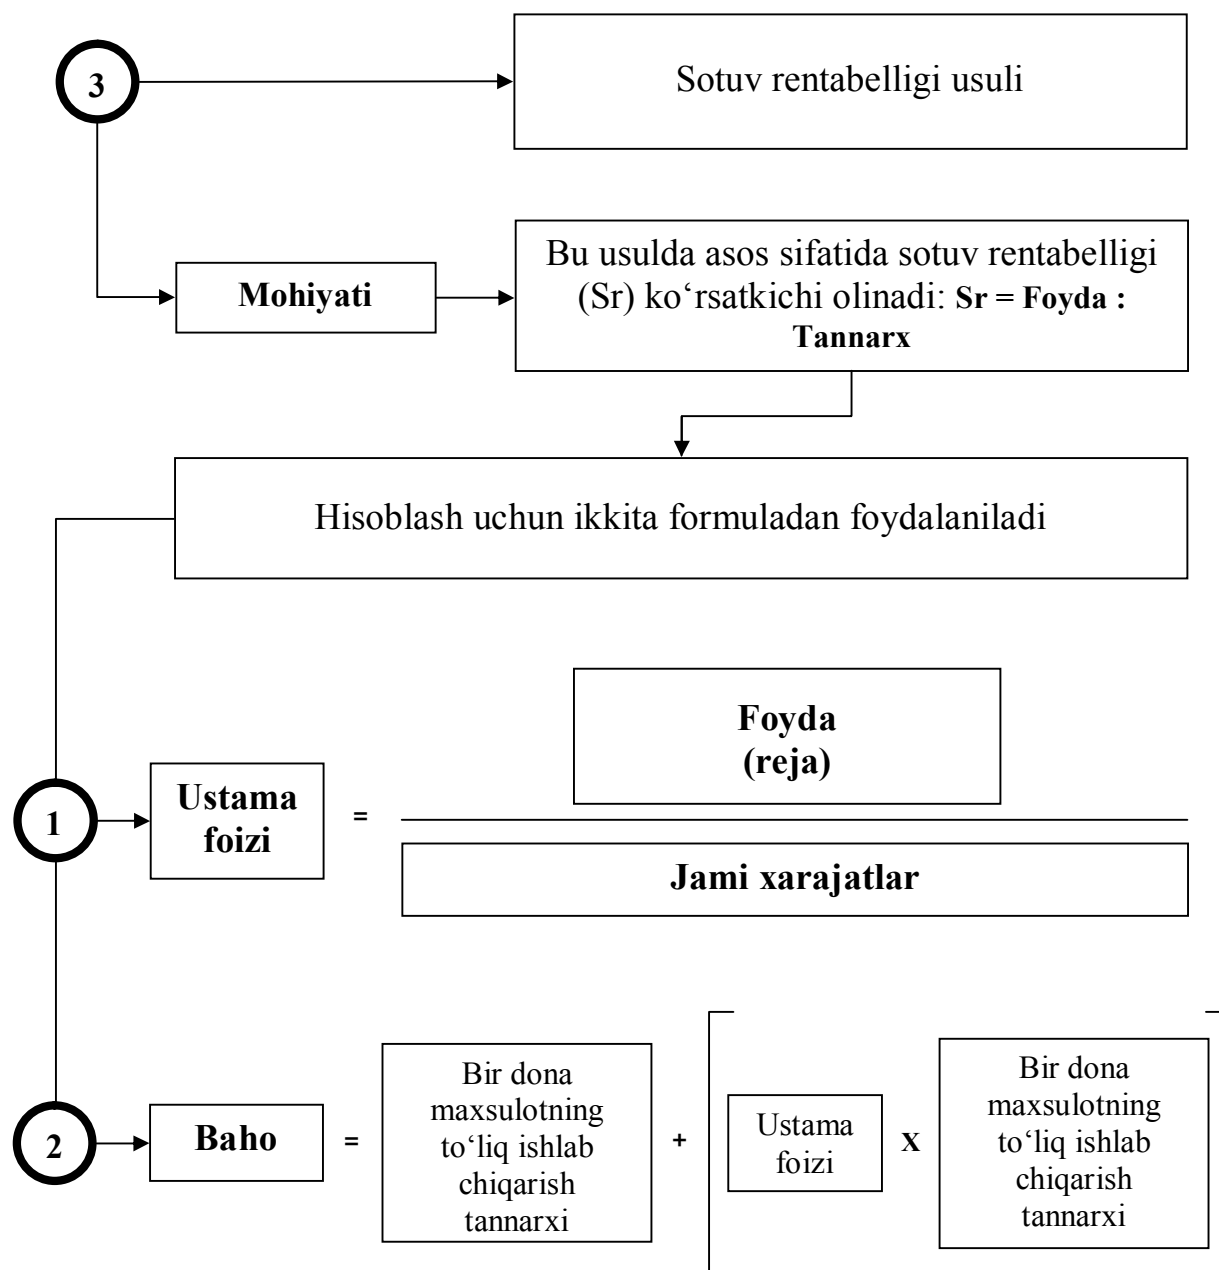 3
Sotuv rentabelligi usuli
Mohiyati
Bu usulda asos sifatida sotuv rentabelligi
(Sr) ko‘rsatkichi olinadi: Sr = Foyda :
Tannarx
Hisoblash uchun ikkita formuladan foydalaniladi
1
Ustama
foizi
=
Foyda
(reja)
Jami xarajatlar
2
Baho
=
Bir dona
maxsulotning
to‘liq ishlab
chiqarish
tannarxi
+
Ustama
foizi
X
Bir dona
maxsulotning
to‘liq ishlab
chiqarish
tannarxi